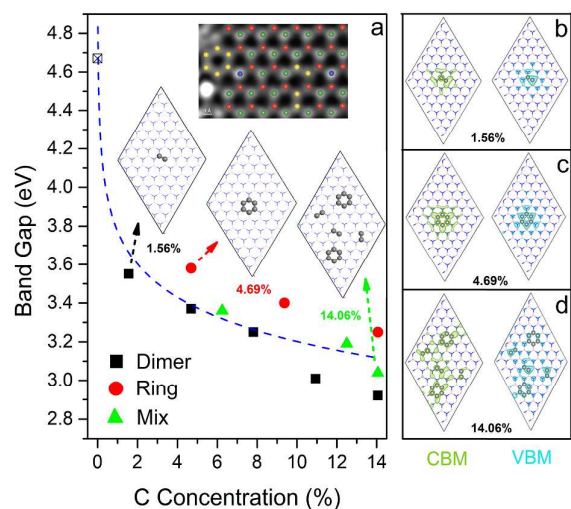 a
4.8
4.6
4.4
4.2
4.0
3.8
3.6
3.4
3.2
3.0
2.8
Band Gap (eV)
1.56%
4.69%
14.06%
Dimer
Ring
Mix
0 2 4 6 8 10 12 14
C Concentration (%)
b
1.56%
c
4.69%
d
14.06%
CBM VBM